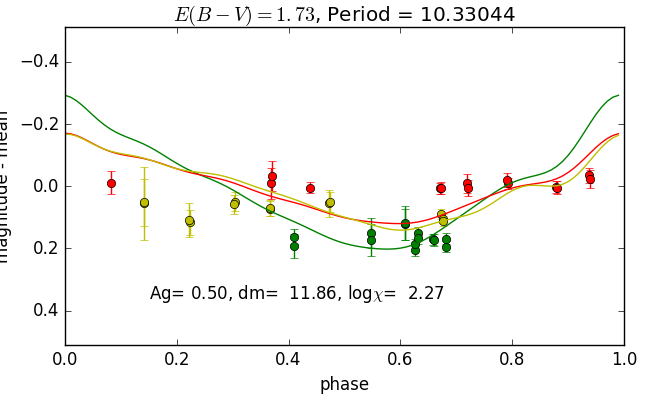 E(B − V) = 1.73, Period = 10.33044
magnitude - mean
−0.4
−0.2
0.0
0.2
0.4
Ag= 0.50, dm= 11.86, logχ= 2.27
0.0 0.2 0.4 0.6 0.8 1.0
phase